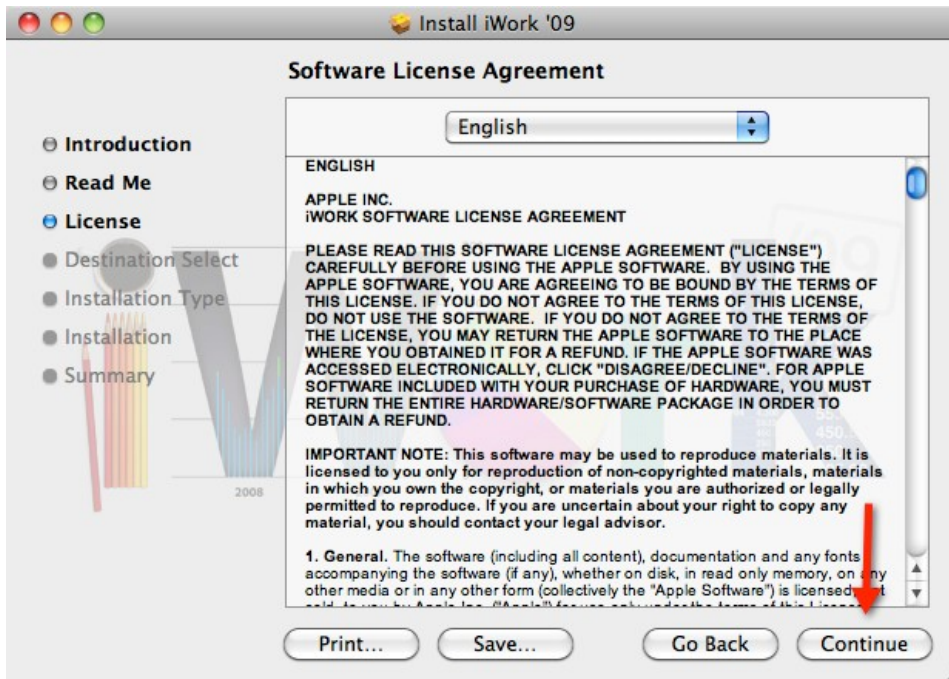 Install iWork '09
Software License Agreement
English
Introduction
Read Me
License
Destination Select
Installation Type
Installation
Summary
2008
ENGLISH
APPLE INC.
iWORK SOFTWARE LICENSE AGREEMENT
PLEASE READ THIS SOFTWARE LICENSE AGREEMENT ("LICENSE")
CAREFULLY BEFORE USING THE APPLE SOFTWARE.  BY USING THE
APPLE SOFTWARE, YOU ARE AGREEING TO BE BOUND BY THE TERMS OF
THIS LICENSE. IF YOU DO NOT AGREE TO THE TERMS OF THIS LICENSE,
DO NOT USE THE SOFTWARE.  IF YOU DO NOT AGREE TO THE TERMS OF
THE LICENSE, YOU MAY RETURN THE APPLE SOFTWARE TO THE PLACE
WHERE YOU OBTAINED IT FOR A REFUND. IF THE APPLE SOFTWARE WAS
ACCESSED ELECTRONICALLY, CLICK "DISAGREE/DECLINE". FOR APPLE
SOFTWARE INCLUDED WITH YOUR PURCHASE OF HARDWARE, YOU MUST
RETURN THE ENTIRE HARDWARE/SOFTWARE PACKAGE IN ORDER TO
OBTAIN A REFUND.
IMPORTANT NOTE: This software may be used to reproduce materials. It is
licensed to you only for reproduction of non-copyrighted materials, materials
in which you own the copyright, or materials you are authorized or legally
permitted to reproduce. If you are uncertain about your right to copy any
material, you should contact your legal advisor.
1. General. The software (including all content), documentation and any fonts
accompanying the software (if any), whether on disk, in read only memory, on any
other media or in any other form (collectively the "Apple Software") is licensed,
Print...
Save...
Go Back
Continue